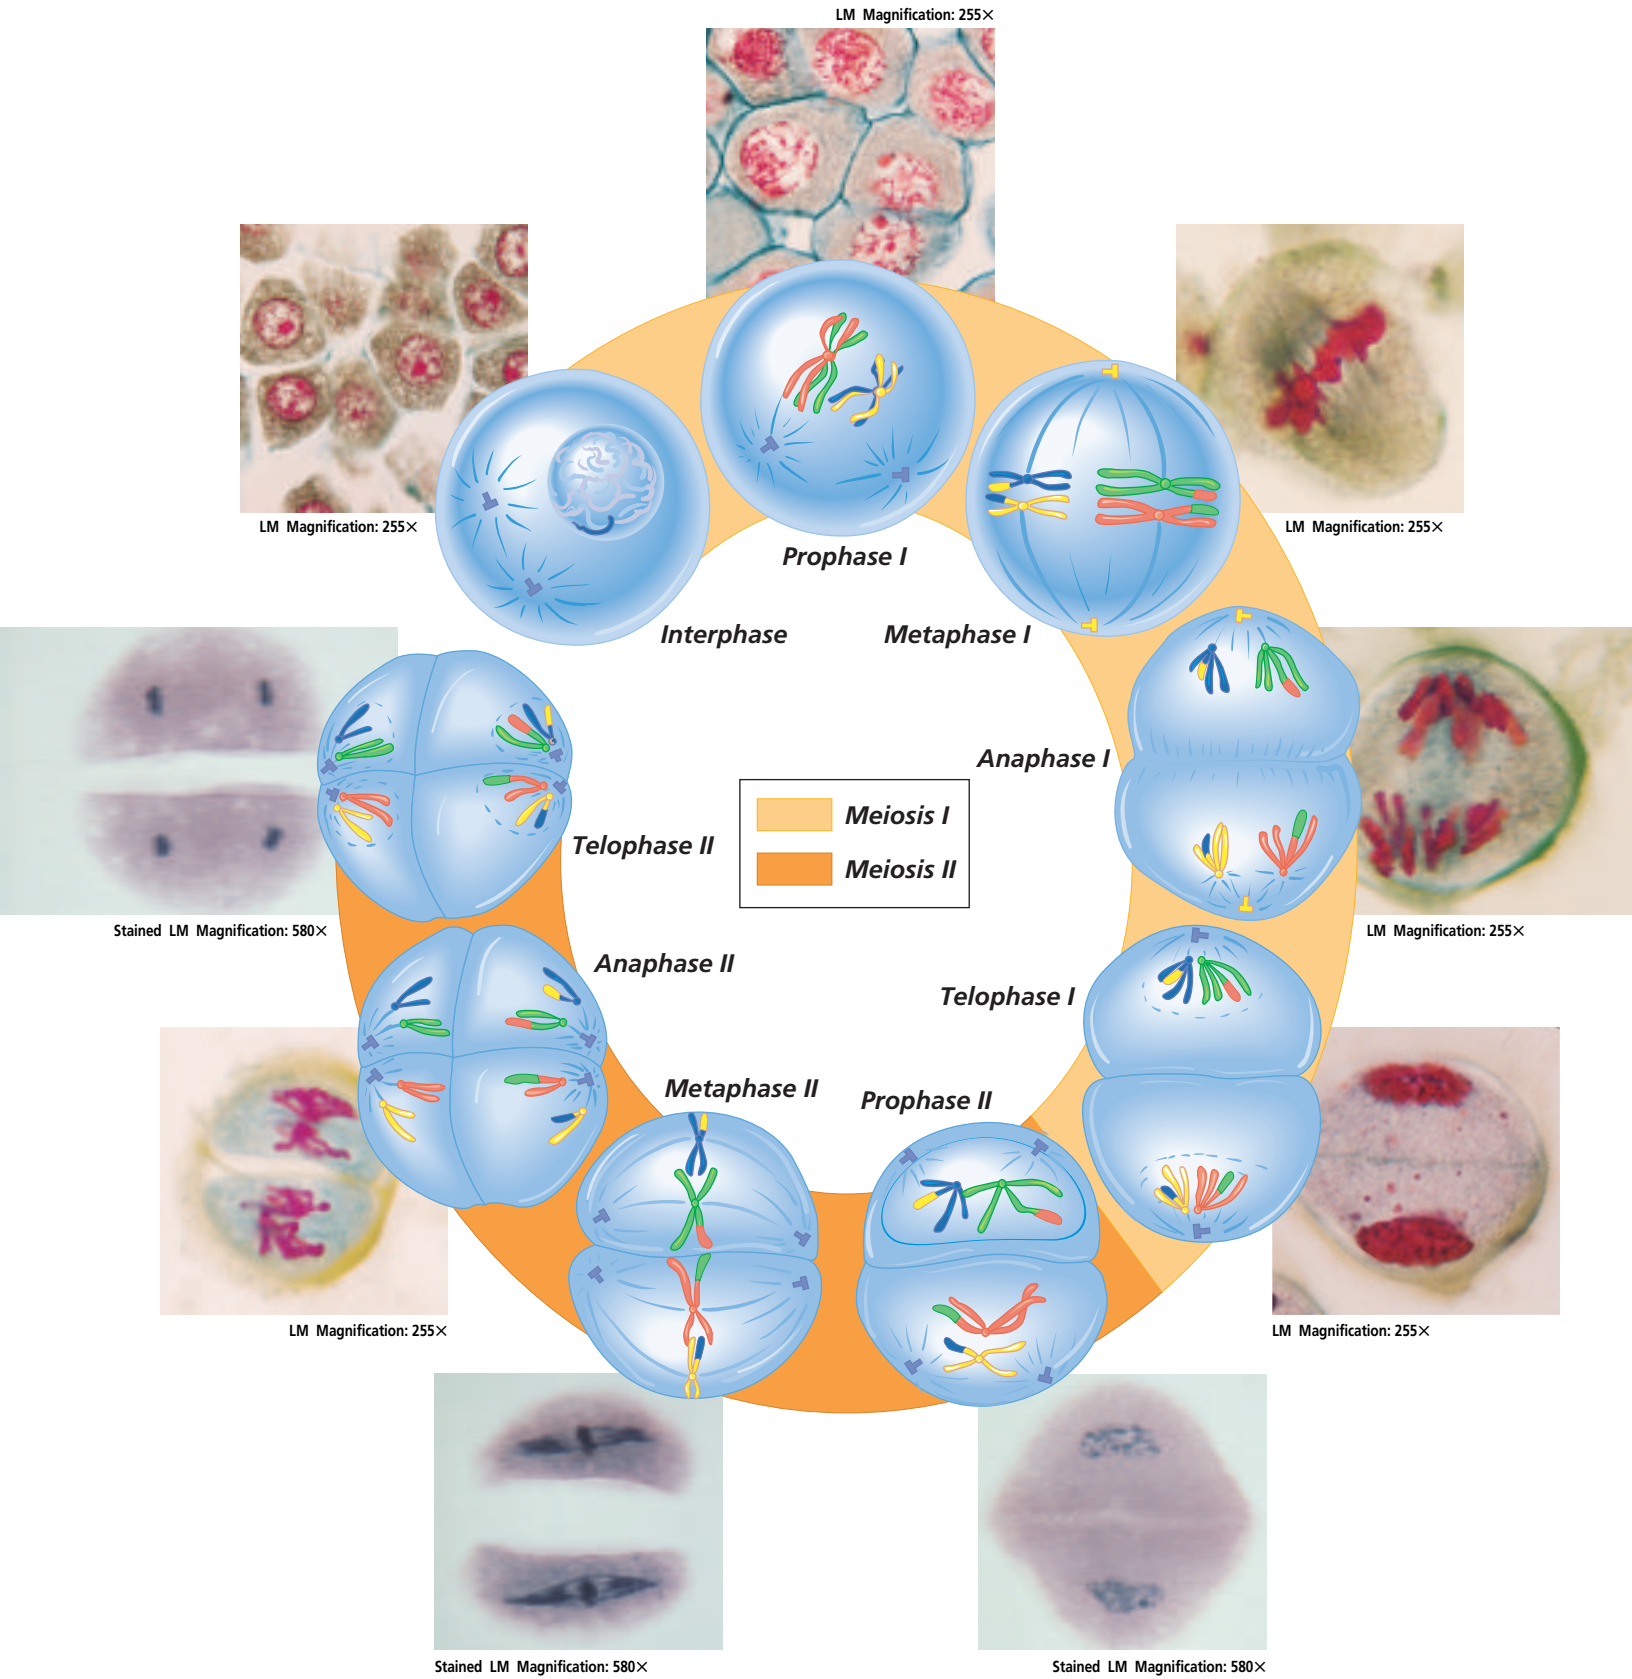 LM Magnification: 255×
LM Magnification: 255×
LM Magnification: 255×
Prophase I
Interphase
Metaphase I
Anaphase I
Meiosis I
Meiosis II
Telophase II
Stained LM Magnification: 580×
LM Magnification: 255×
Anaphase II
Telophase I
Metaphase II
Prophase II
LM Magnification: 255×
LM Magnification: 255×
Stained LM Magnification: 580×
Stained LM Magnification: 580×